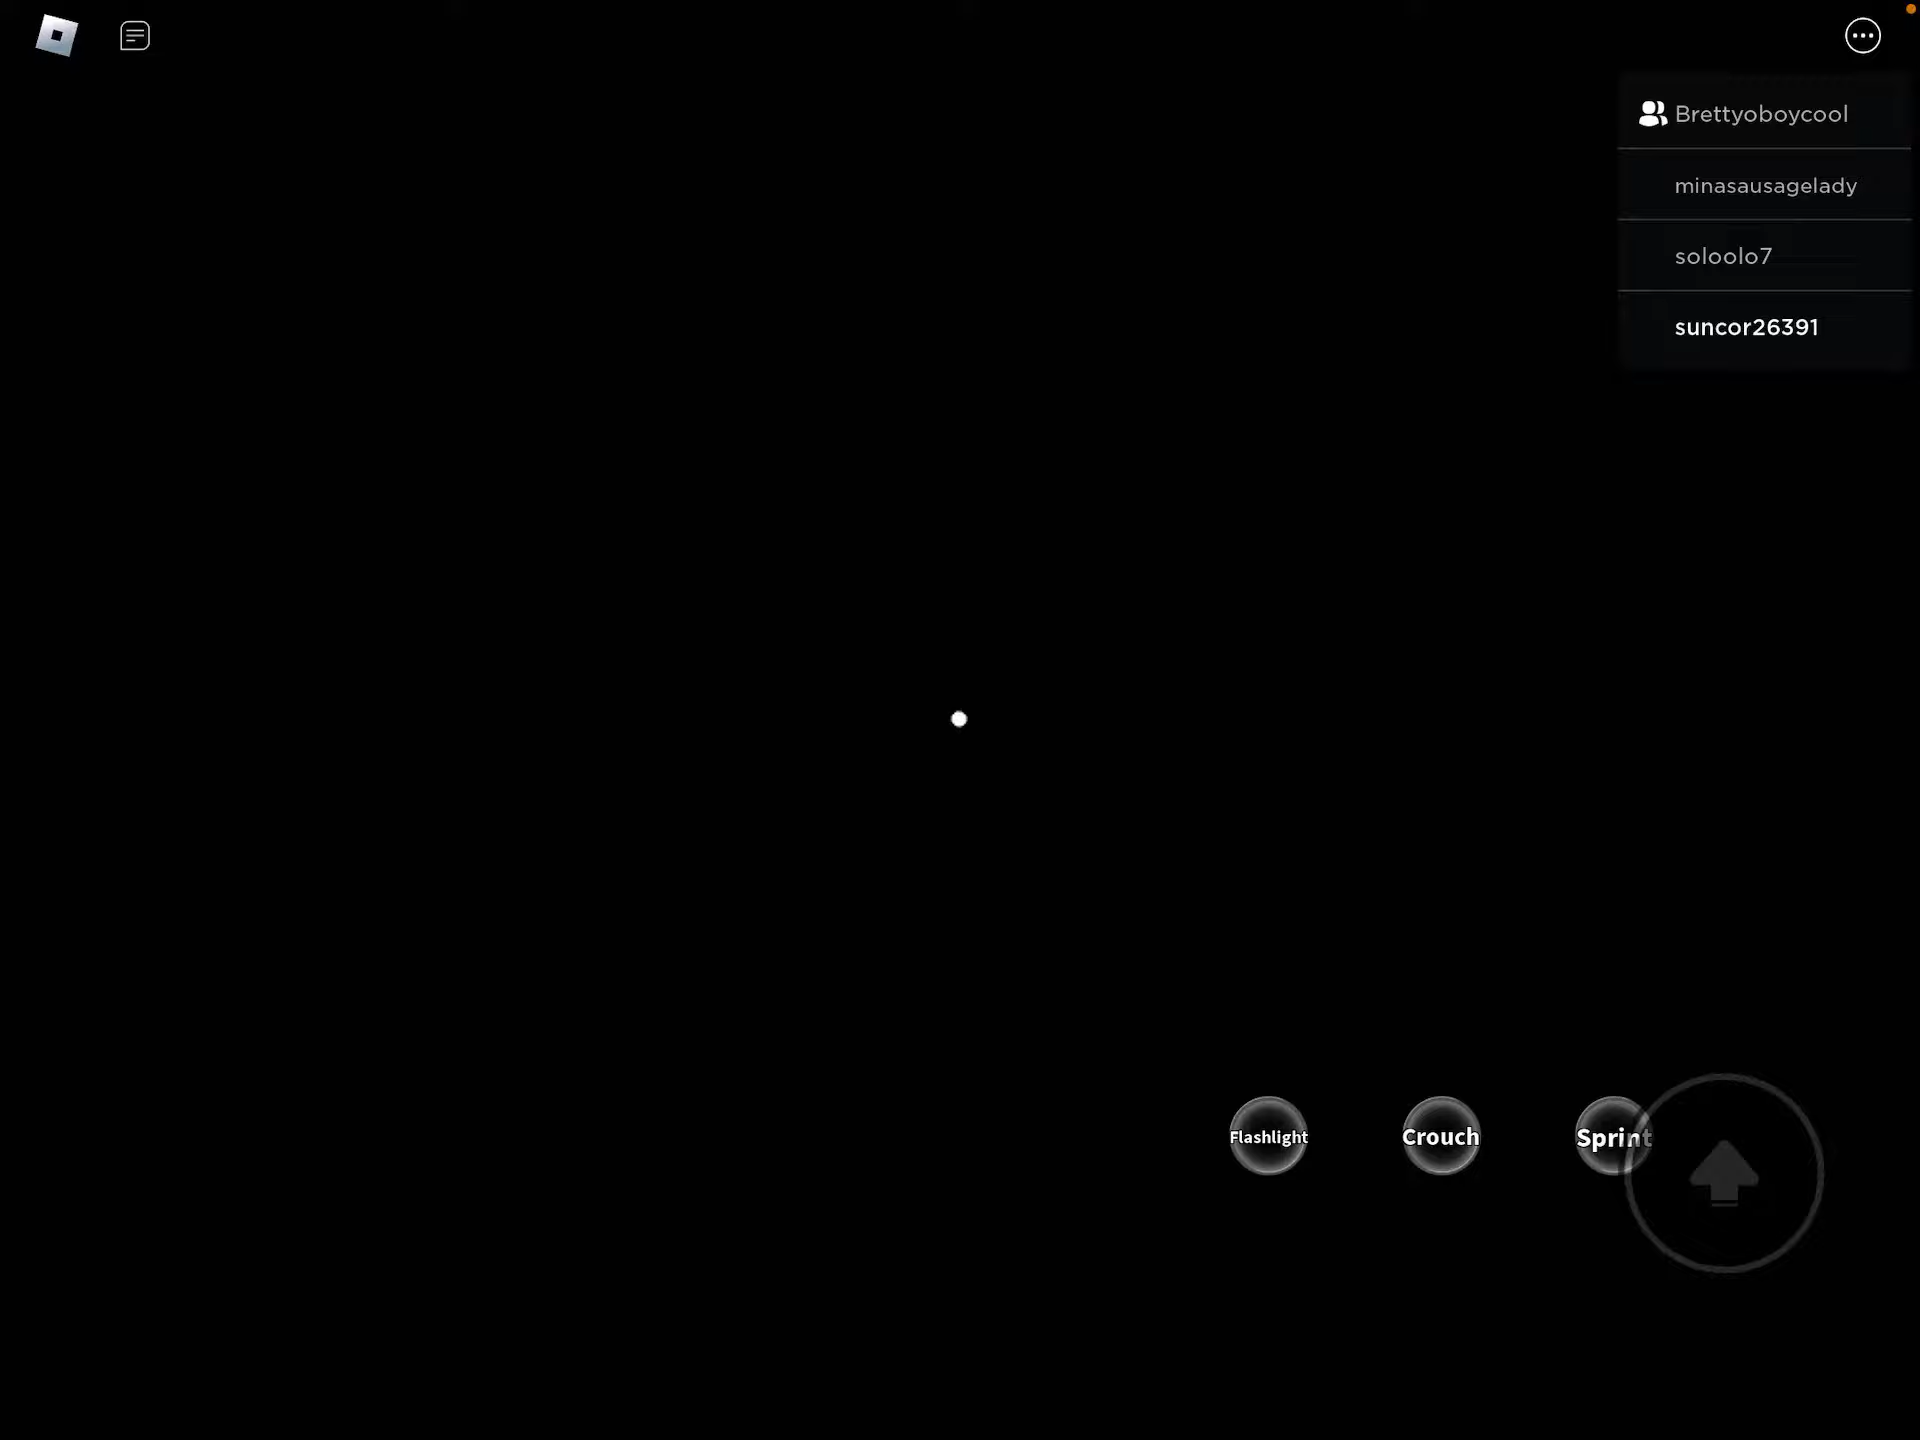 Brettyoboycool
minasausagelady
soloolo7
suncor26391
Flashlight
Crouch
Sprint